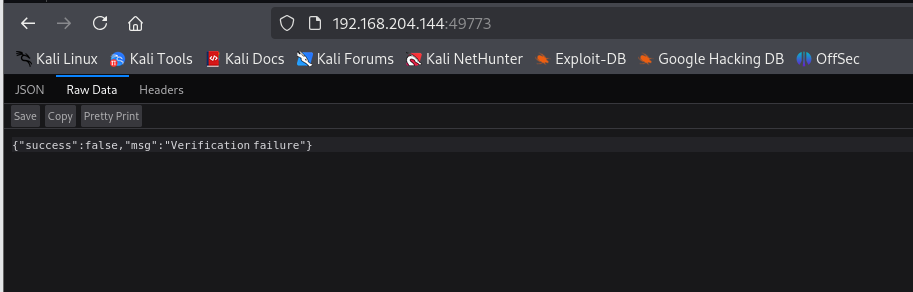 192.168.204.144:49773
Kali Linux Kali Tools Kali Docs Kali Forums Kali NetHunter Exploit-DB Google Hacking DB OffSec
JSON Raw Data Headers
Save Copy Pretty Print
{"success":false,"msg":"Verification failure"}